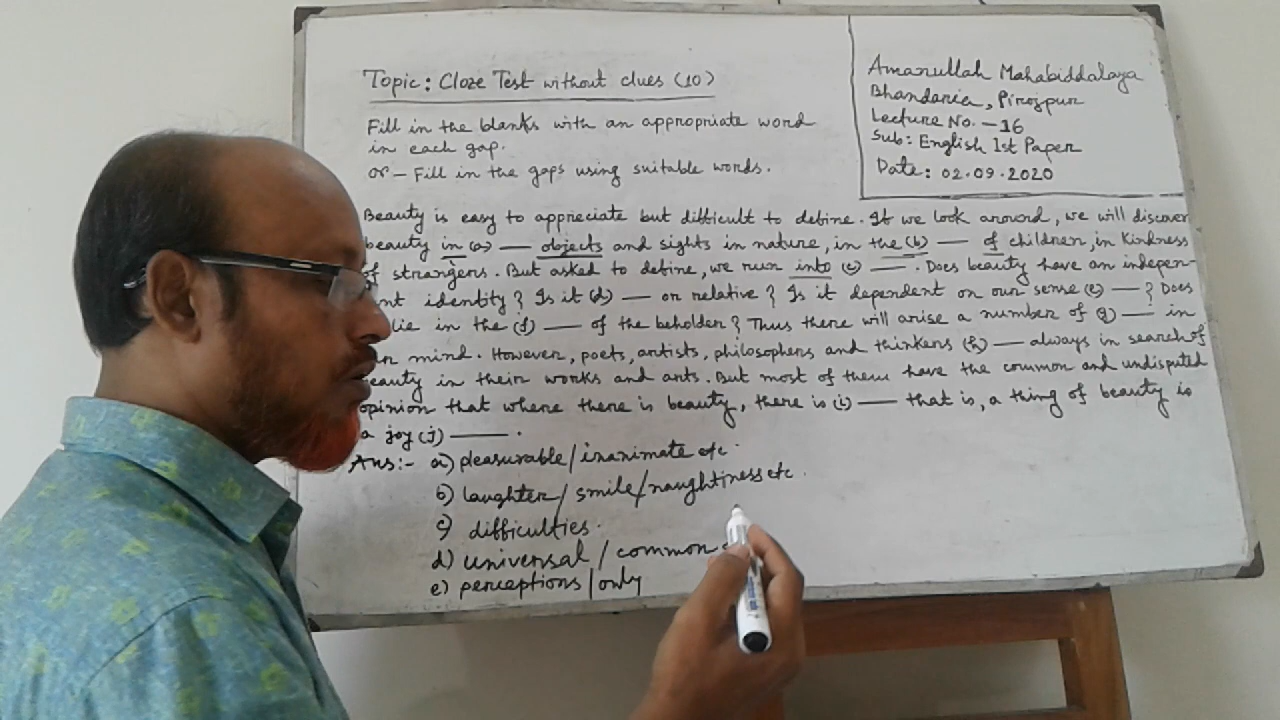 Topic: Cloze Test without clues (10)
Fill in the blanks with an appropriate word
in each gap.
or — Fill in the gaps using suitable words.
Amanullah Mahabiddalaya
Bhandaria, Pirojpur
Lecture No. – 16
Sub: English 1st Paper
Date: 02.09.2020
Beauty is easy to appreciate but difficult to define. If we look around, we will discover
beauty in (a) — objects and sights in nature, in the (b) — of children, in kindness
of strangers. But asked to define, we run into (c) —. Does beauty have an indepen-
nt identity? Is it (d) — or relative? Is it dependent on our sense (e) —? Does
lie in the (f) — of the beholder? Thus there will arise a number of (g) — in
mind. However, poets, artists, philosophers and thinkers (h) — always in search of
beauty in their works and arts. But most of them have the common and undisputed
opinion that where there is beauty, there is (i) — that is, a thing of beauty is
a joy (j) —.
Ans:- a) pleasurable/inanimate etc.
b) laughter/smile/naughtiness etc.
c) difficulties.
d) universal/common
e) perceptions/only